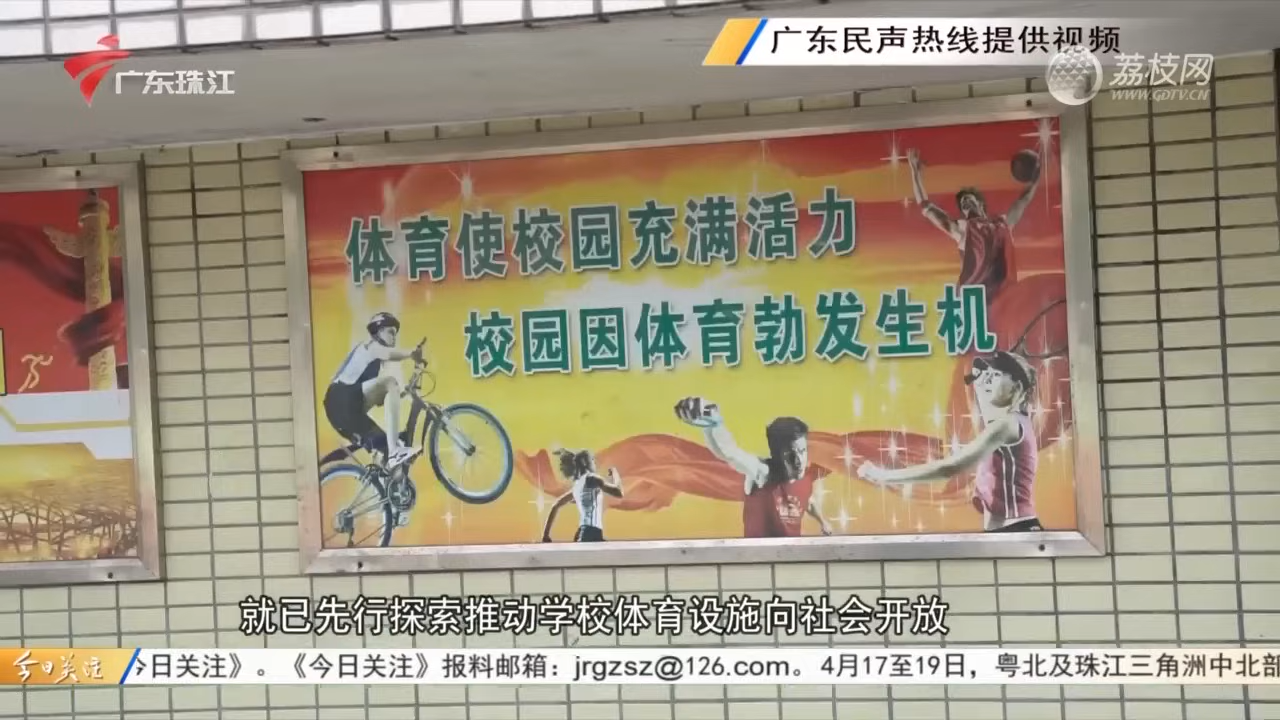 广东民声热线提供视频
广东珠江
荔枝网
WWW.GDTV.CN
体育使校园充满活力
校园因体育勃发生机
就已先行探索推动学校体育设施向社会开放
今日关注
今日关注》。《今日关注》报料邮箱：jrgzsz@126.com。4月17至19日，粤北及珠江三角洲中北部